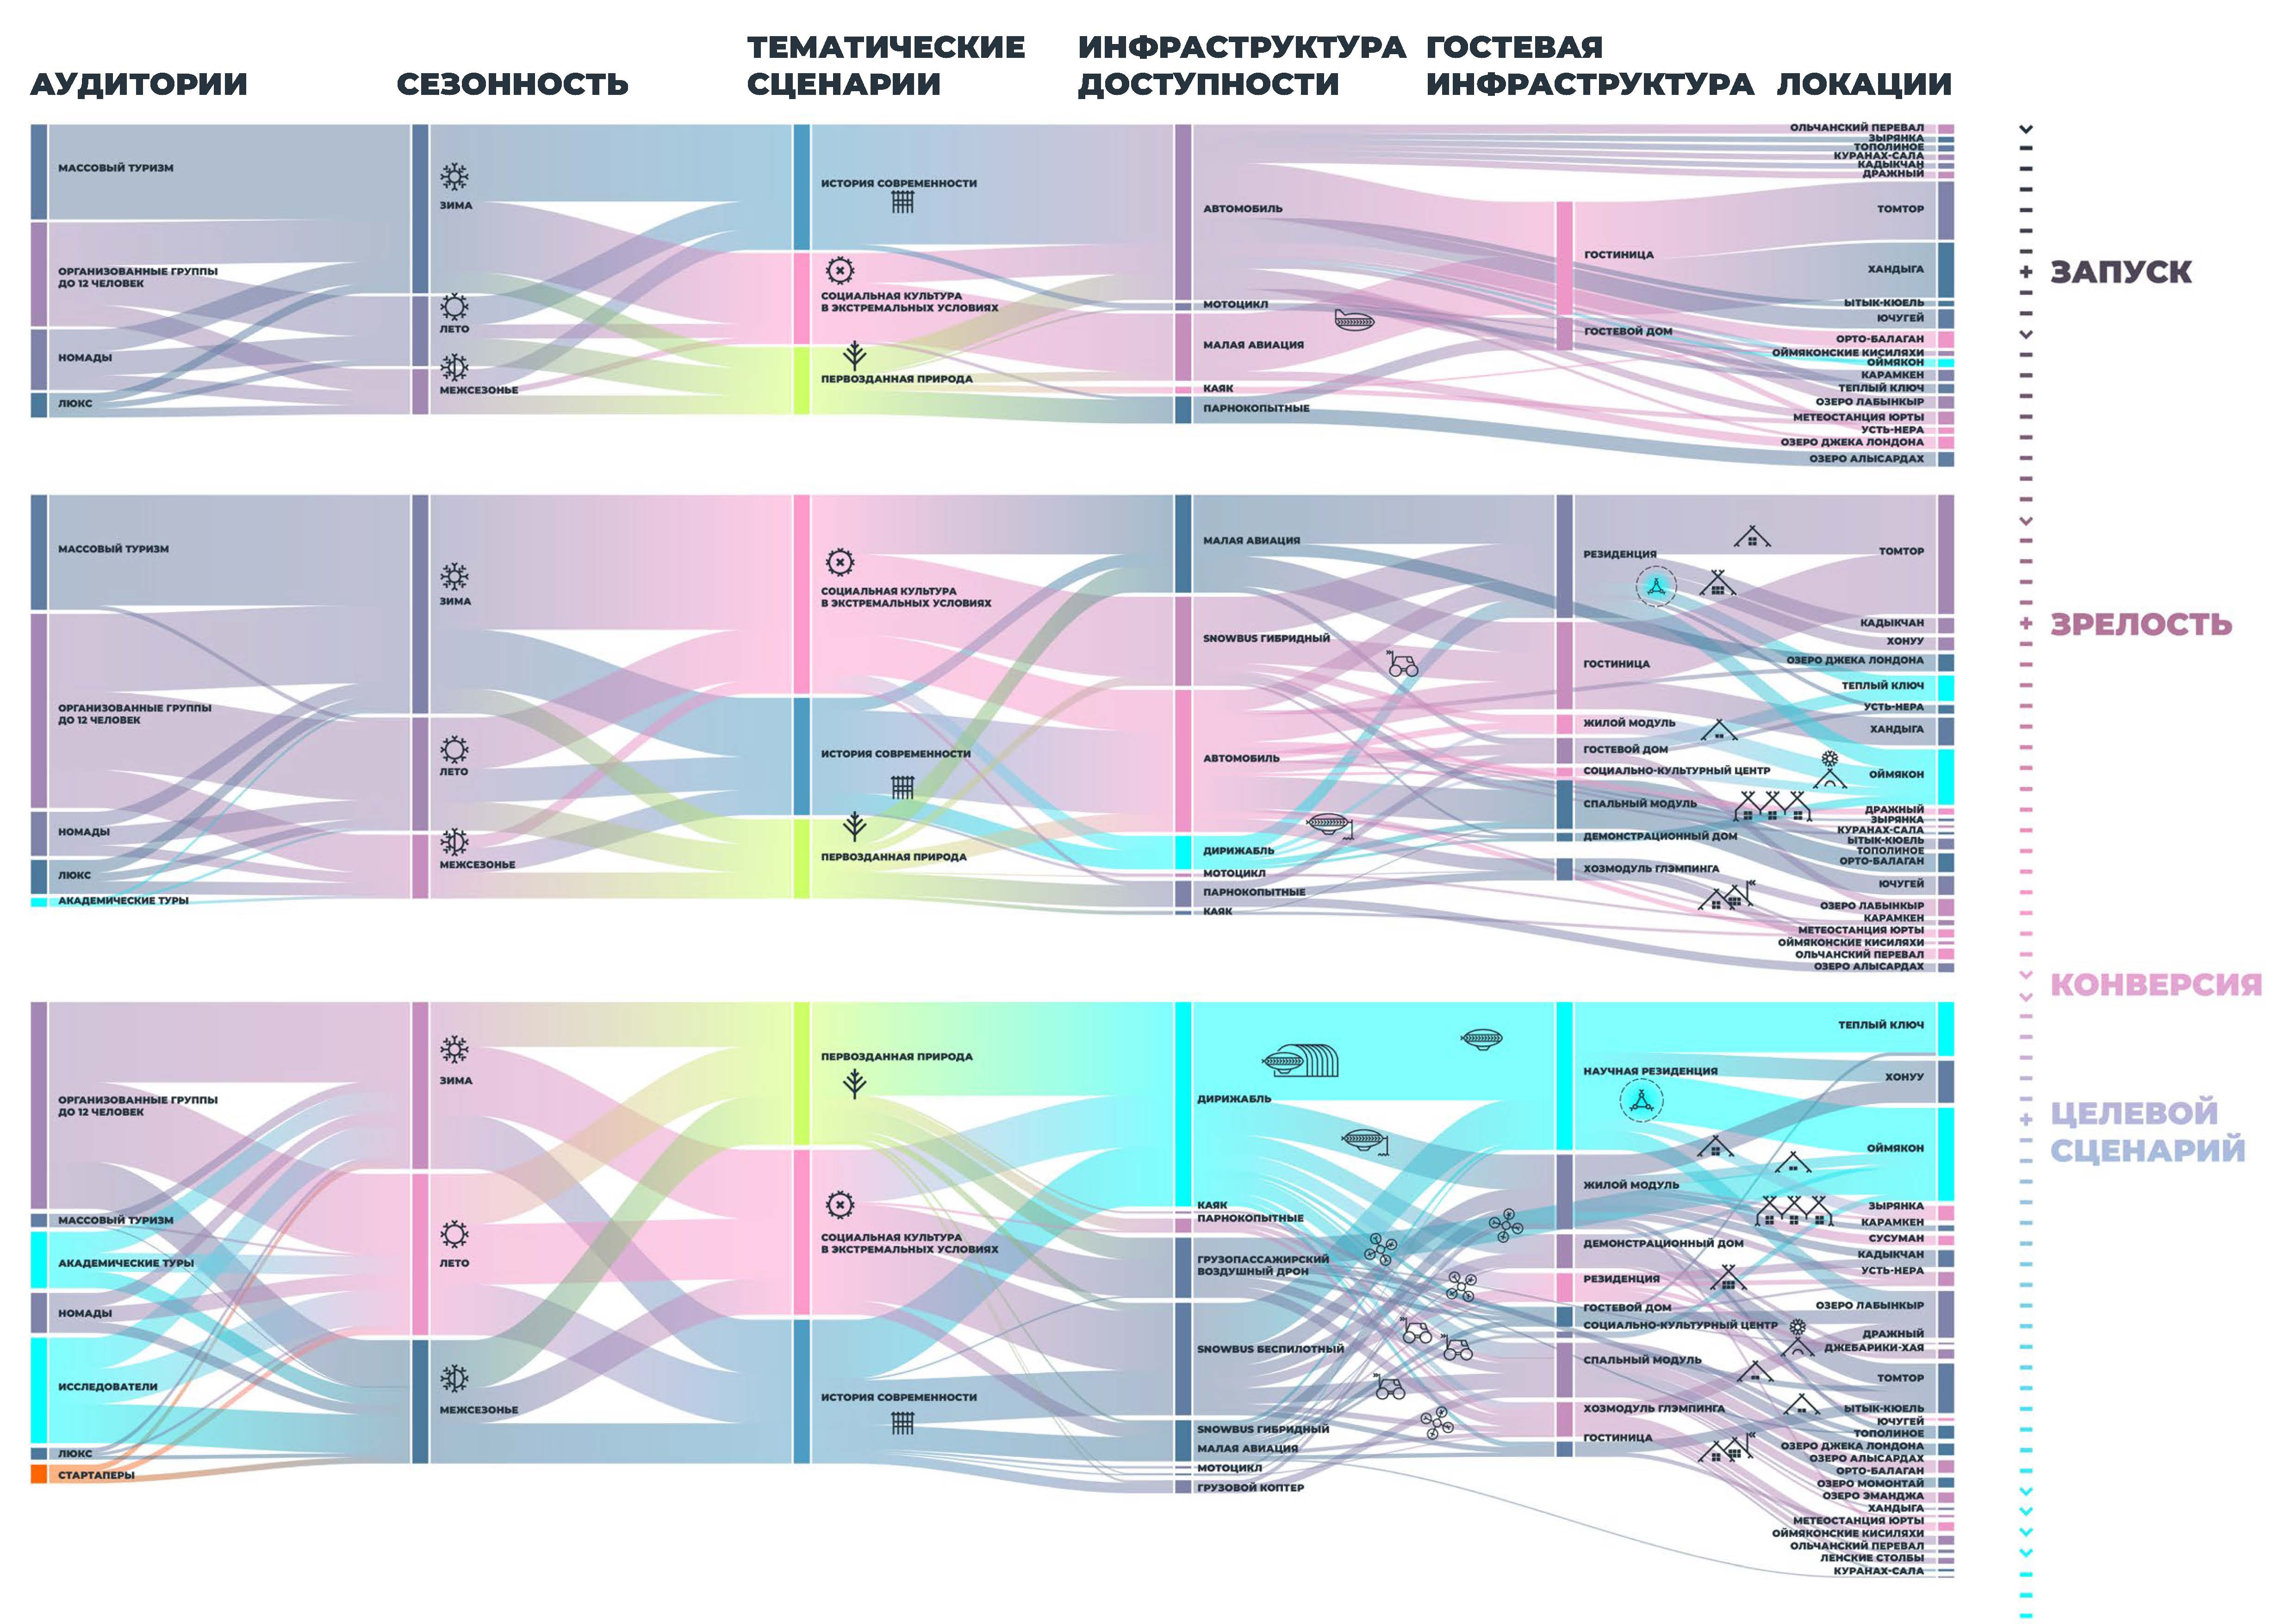 АУДИТОРИИ
СЕЗОННОСТЬ
ТЕМАТИЧЕСКИЕ
СЦЕНАРИИ
ИНФРАСТРУКТУРА
ДОСТУПНОСТИ
ГОСТЕВАЯ
ИНФРАСТРУКТУРА
ЛОКАЦИИ
МАССОВЫЙ ТУРИЗМ
ОРГАНИЗОВАННЫЕ ГРУППЫ
ДО 12 ЧЕЛОВЕК
НОМАДЫ
ЛЮКС
ЗИМА
ЛЕТО
МЕЖСЕЗОНЬЕ
ИСТОРИЯ СОВРЕМЕННОСТИ
СОЦИАЛЬНАЯ КУЛЬТУРА
В ЭКСТРЕМАЛЬНЫХ УСЛОВИЯХ
ПЕРВОЗДАННАЯ ПРИРОДА
АВТОМОБИЛЬ
МОТОЦИКЛ
МАЛАЯ АВИАЦИЯ
КАЯК
ПАРНОКОПЫТНЫЕ
ГОСТИНИЦА
ГОСТЕВОЙ ДОМ
ОЛЬЧАНСКИЙ ПЕРЕВАЛ
ЗЫРЯНКА
ТОПОЛИНОЕ
КУРАНАХ-САЛА
КАДЫКЧАН
ДРАЖНЫЙ
ТОМТОР
ХАНДЫГА
ЫТЫК-КЮЕЛЬ
ЮЧУГЕЙ
ОРТО-БАЛАГАН
ОЙМЯКОНСКИЕ КИСИЛЯХИ
ОЙМЯКОН
КАРАМКЕН
ТЕПЛЫЙ КЛЮЧ
ОЗЕРО ЛАБЫНКЫР
МЕТЕОСТАНЦИЯ ЮРТЫ
УСТЬ-НЕРА
ОЗЕРО ДЖЕКА ЛОНДОНА
ОЗЕРО АЛЫСАРДАХ
ЗАПУСК
МАССОВЫЙ ТУРИЗМ
ОРГАНИЗОВАННЫЕ ГРУППЫ
ДО 12 ЧЕЛОВЕК
НОМАДЫ
ЛЮКС
АКАДЕМИЧЕСКИЕ ТУРЫ
ЗИМА
ЛЕТО
МЕЖСЕЗОНЬЕ
СОЦИАЛЬНАЯ КУЛЬТУРА
В ЭКСТРЕМАЛЬНЫХ УСЛОВИЯХ
ИСТОРИЯ СОВРЕМЕННОСТИ
ПЕРВОЗДАННАЯ ПРИРОДА
МАЛАЯ АВИАЦИЯ
SNOWBUS ГИБРИДНЫЙ
АВТОМОБИЛЬ
ДИРИЖАБЛЬ
МОТОЦИКЛ
ПАРНОКОПЫТНЫЕ
КАЯК
РЕЗИДЕНЦИЯ
ГОСТИНИЦА
ЖИЛОЙ МОДУЛЬ
ГОСТЕВОЙ ДОМ
СОЦИАЛЬНО-КУЛЬТУРНЫЙ ЦЕНТР
СПАЛЬНЫЙ МОДУЛЬ
ДЕМОНСТРАЦИОННЫЙ ДОМ
ХОЗМОДУЛЬ ГЛЭМПИНГА
ТОМТОР
КАДЫКЧАН
ХОНУУ
ОЗЕРО ДЖЕКА ЛОНДОНА
ТЕПЛЫЙ КЛЮЧ
УСТЬ-НЕРА
ХАНДЫГА
ОЙМЯКОН
ДРАЖНЫЙ
ЗЫРЯНКА
КУРАНАХ-САЛА
ЫТЫК-КЮЕЛЬ
ТОПОЛИНОЕ
ОРТО-БАЛАГАН
ЮЧУГЕЙ
ОЗЕРО ЛАБЫНКЫР
КАРАМКЕН
МЕТЕОСТАНЦИЯ ЮРТЫ
ОЙМЯКОНСКИЕ КИСИЛЯХИ
ОЛЬЧАНСКИЙ ПЕРЕВАЛ
ОЗЕРО АЛЫСАРДАХ
ЗРЕЛОСТЬ
КОНВЕРСИЯ
ОРГАНИЗОВАННЫЕ ГРУППЫ
ДО 12 ЧЕЛОВЕК
МАССОВЫЙ ТУРИЗМ
АКАДЕМИЧЕСКИЕ ТУРЫ
НОМАДЫ
ИССЛЕДОВАТЕЛИ
ЛЮКС
СТАРТАПЕРЫ
ЗИМА
ЛЕТО
МЕЖСЕЗОНЬЕ
ПЕРВОЗДАННАЯ ПРИРОДА
СОЦИАЛЬНАЯ КУЛЬТУРА
В ЭКСТРЕМАЛЬНЫХ УСЛОВИЯХ
ИСТОРИЯ СОВРЕМЕННОСТИ
ДИРИЖАБЛЬ
КАЯК
ПАРНОКОПЫТНЫЕ
ГРУЗОПАССАЖИРСКИЙ
ВОЗДУШНЫЙ ДРОН
SNOWBUS БЕСПИЛОТНЫЙ
SNOWBUS ГИБРИДНЫЙ
МАЛАЯ АВИАЦИЯ
МОТОЦИКЛ
ГРУЗОВОЙ КОПТЕР
НАУЧНАЯ РЕЗИДЕНЦИЯ
ЖИЛОЙ МОДУЛЬ
ДЕМОНСТРАЦИОННЫЙ ДОМ
РЕЗИДЕНЦИЯ
ГОСТЕВОЙ ДОМ
СОЦИАЛЬНО-КУЛЬТУРНЫЙ ЦЕНТР
СПАЛЬНЫЙ МОДУЛЬ
ХОЗМОДУЛЬ ГЛЭМПИНГА
ГОСТИНИЦА
ТЕПЛЫЙ КЛЮЧ
ХОНУУ
ОЙМЯКОН
ЗЫРЯНКА
КАРАМКЕН
СУСУМАН
КАДЫКЧАН
УСТЬ-НЕРА
ОЗЕРО ЛАБЫНКЫР
ДРАЖНЫЙ
ДЖЕБАРИКИ-ХАЯ
ТОМТОР
ЫТЫК-КЮЕЛЬ
ЮЧУГЕЙ
ТОПОЛИНОЕ
ОЗЕРО ДЖЕКА ЛОНДОНА
ОЗЕРО АЛЫСАРДАХ
ОРТО-БАЛАГАН
ОЗЕРО МОМОНТАЙ
ОЗЕРО ЭМАНДЖА
ХАНДЫГА
МЕТЕОСТАНЦИЯ ЮРТЫ
ОЙМЯКОНСКИЕ КИСИЛЯХИ
ОЛЬЧАНСКИЙ ПЕРЕВАЛ
ЛЕНСКИЕ СТОЛБЫ
КУРАНАХ-САЛА
ЦЕЛЕВОЙ
СЦЕНАРИЙ